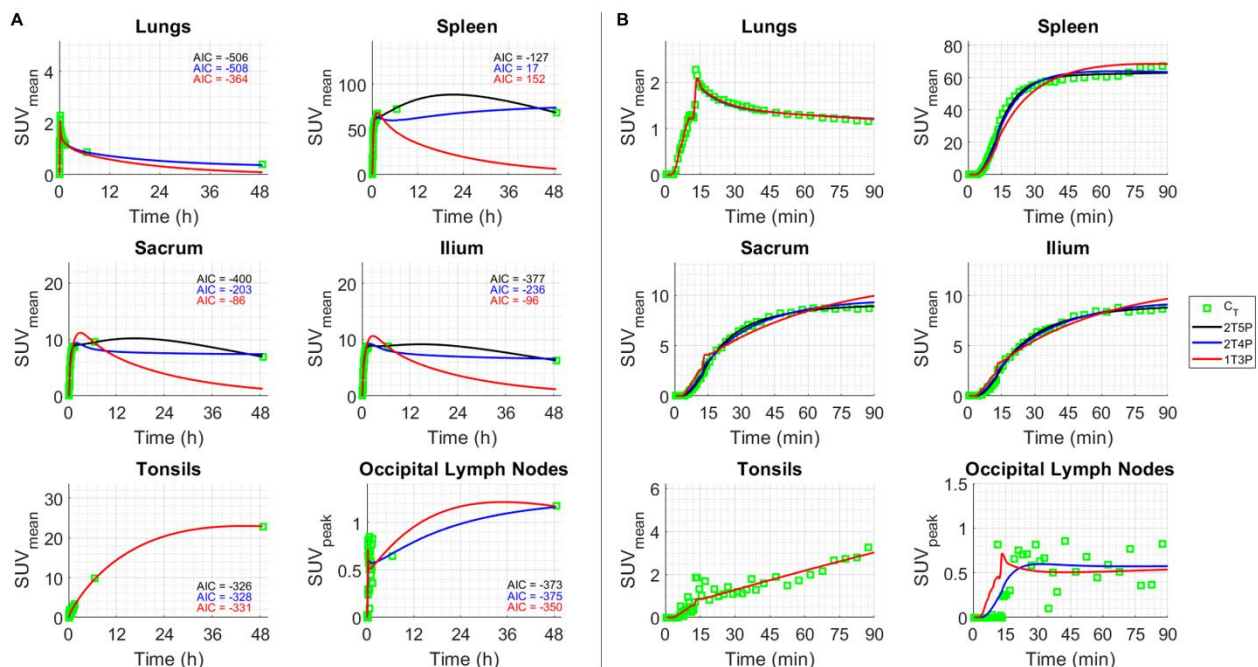 A
Lungs
SUVmean
4
2
0
AIC = -506
AIC = -508
AIC = -364
0 12 24 36 48
Time (h)
Spleen
SUVmean
100
50
0
AIC = -127
AIC = 17
AIC = 152
0 12 24 36 48
Time (h)
Sacrum
SUVmean
20
10
0
AIC = -400
AIC = -203
AIC = -86
0 12 24 36 48
Time (h)
Ilium
SUVmean
20
10
0
AIC = -377
AIC = -236
AIC = -96
0 12 24 36 48
Time (h)
Tonsils
SUVmean
30
20
10
0
AIC = -326
AIC = -328
AIC = -331
0 12 24 36 48
Time (h)
Occipital Lymph Nodes
SUVpeak
1
0.5
0
AIC = -373
AIC = -375
AIC = -350
0 12 24 36 48
Time (h)
B
Lungs
SUVmean
2
1
0
0 15 30 45 60 75 90
Time (min)
Spleen
SUVmean
80
60
40
20
0
0 15 30 45 60 75 90
Time (min)
Sacrum
SUVmean
10
5
0
0 15 30 45 60 75 90
Time (min)
Ilium
SUVmean
10
5
0
0 15 30 45 60 75 90
Time (min)
Tonsils
SUVmean
6
4
2
0
0 15 30 45 60 75 90
Time (min)
Occipital Lymph Nodes
SUVpeak
1.5
1
0.5
0
0 15 30 45 60 75 90
Time (min)
CT
2T5P
2T4P
1T3P